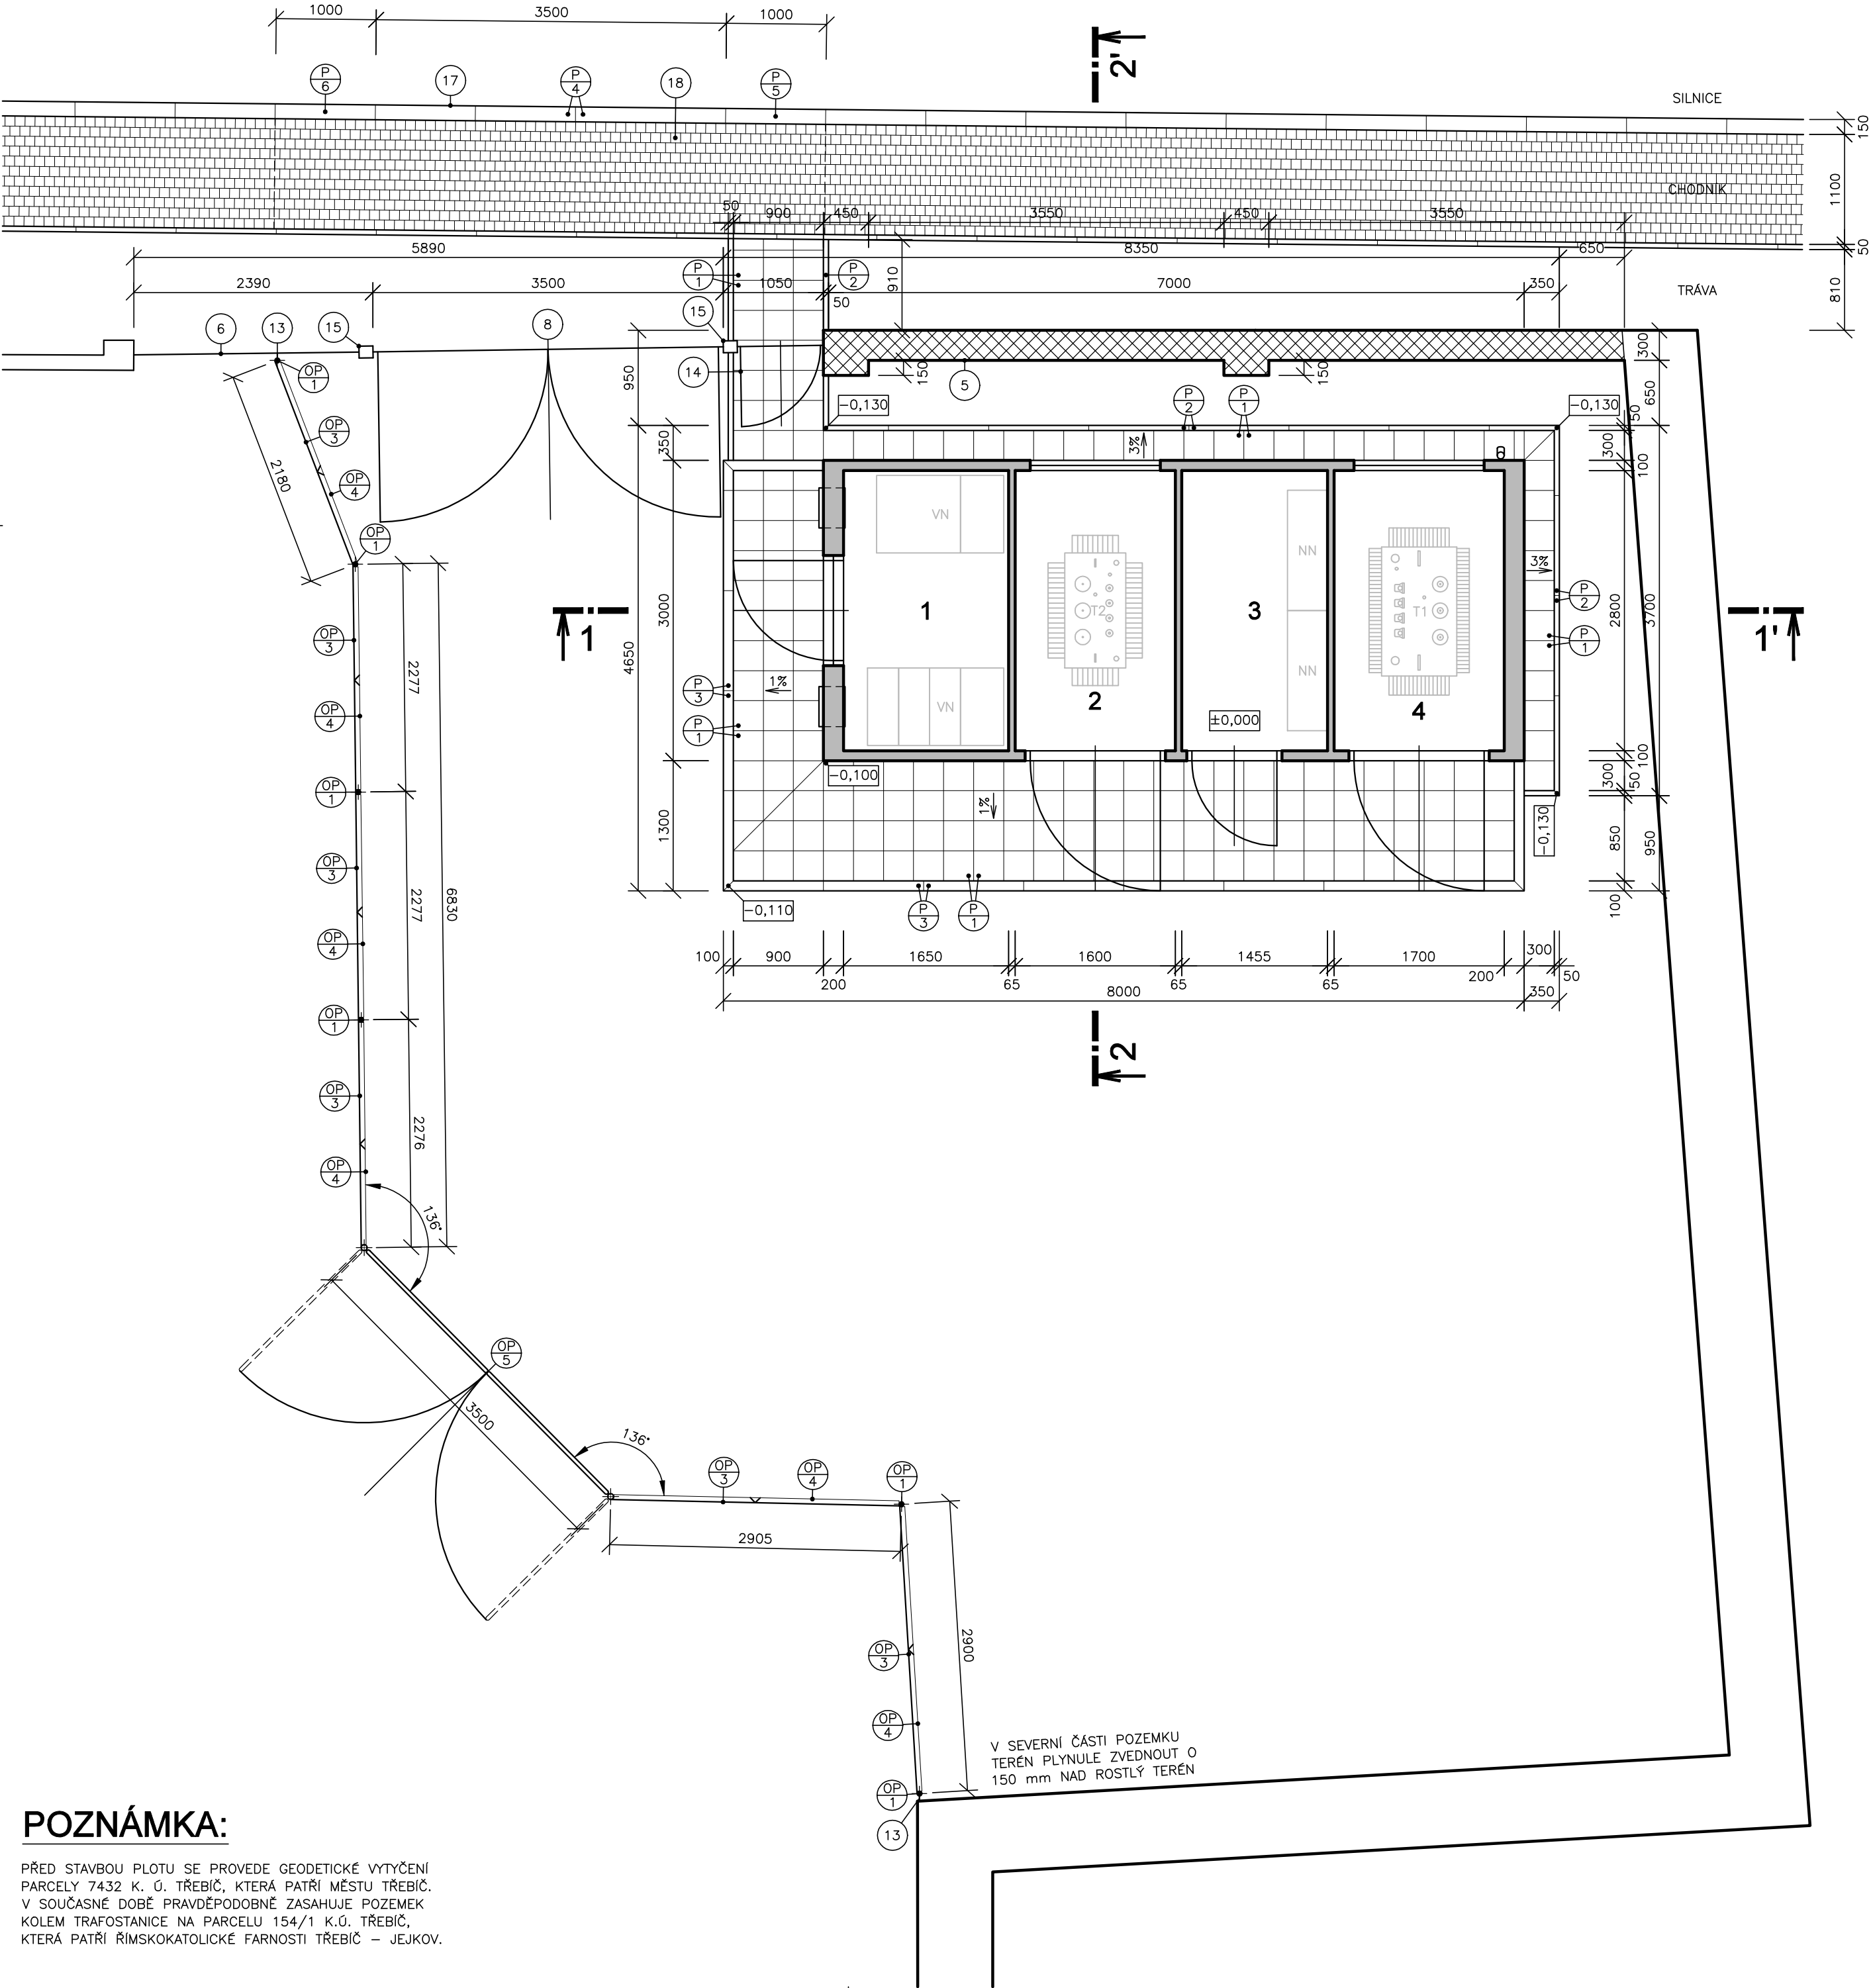 1000
3500
1000
2'
P
6
17
P
4
18
P
5
SILNICE
150
CHODNÍK
1100
50
900
450
3550
450
3550
50
5890
8350
650
P
1
P
2
910
2390
3500
1050
50
7000
350
TRÁVA
810
6
13
15
8
15
OP
1
14
950
150
5
150
300
650
-0,130
P
2
P
1
-0,130
50
OP
3
2180
OP
4
350
3%
300
100
VN
NN
OP
1
3%
T2
T1
P
2
1
3
1
3000
4650
2800
3700
1'
OP
3
P
1
2277
P
3
1%
NN
VN
2
4
OP
4
P
1
±0,000
-0,100
100
OP
1
300
50
1%
1300
-0,130
850
950
OP
3
6830
2277
-0,110
P
3
P
1
100
OP
4
100
900
1650
1600
1455
1700
300
200
65
65
65
200
50
8000
350
OP
1
2
OP
3
2276
OP
4
136°
OP
5
3500
136°
OP
3
OP
4
OP
1
2905
2900
OP
3
OP
4
V SEVERNÍ ČÁSTI POZEMKU
TERÉN PLYNULE ZVEDNOUT O
150 mm NAD ROSTLÝ TERÉN
OP
1
13
POZNÁMKA:
PŘED STAVBOU PLOTU SE PROVEDE GEODETICKÉ VYTYČENÍ
PARCELY 7432 K. Ú. TŘEBÍČ, KTERÁ PATŘÍ MĚSTU TŘEBÍČ.
V SOUČASNÉ DOBĚ PRAVDĚPODOBNĚ ZASAHUJE POZEMEK
KOLEM TRAFOSTANICE NA PARCELU 154/1 K.Ú. TŘEBÍČ,
KTERÁ PATŘÍ ŘÍMSKOKATOLICKÉ FARNOSTI TŘEBÍČ – JEJKOV.